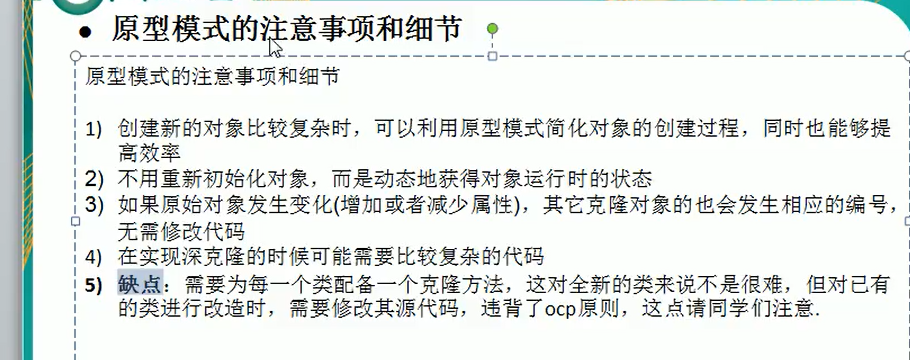 ● 原型模式的注意事项和细节
原型模式的注意事项和细节
1) 创建新的对象比较复杂时，可以利用原型模式简化对象的创建过程，同时也能够提
高效率
2) 不用重新初始化对象，而是动态地获得对象运行时的状态
3) 如果原始对象发生变化(增加或者减少属性)，其它克隆对象的也会发生相应的编号，
无需修改代码
4) 在实现深克隆的时候可能需要比较复杂的代码
5) 缺点：需要为每一个类配备一个克隆方法，这对全新的类来说不是很难，但对已有
的类进行改造时，需要修改其源代码，违背了ocp原则，这点请同学们注意.